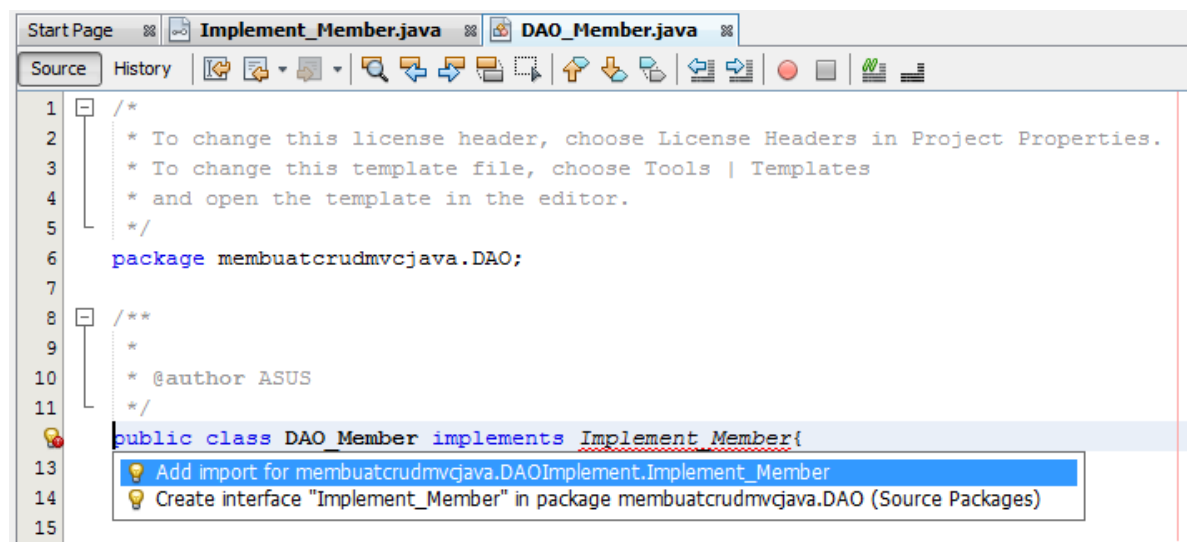 Start Page Implement_Member.java DAO_Member.java
Source History
1 /*
2 * To change this license header, choose License Headers in Project Properties.
3 * To change this template file, choose Tools | Templates
4 * and open the template in the editor.
5 */
6 package membuatcrudmvcjava.DAO;
7
8 /**
9 *
10 * @author ASUS
11 */
public class DAO_Member implements Implement_Member{
13 Add import for membuatcrudmvcjava.DAOImplement.Implement_Member
14 Create interface "Implement_Member" in package membuatcrudmvcjava.DAO (Source Packages)
15